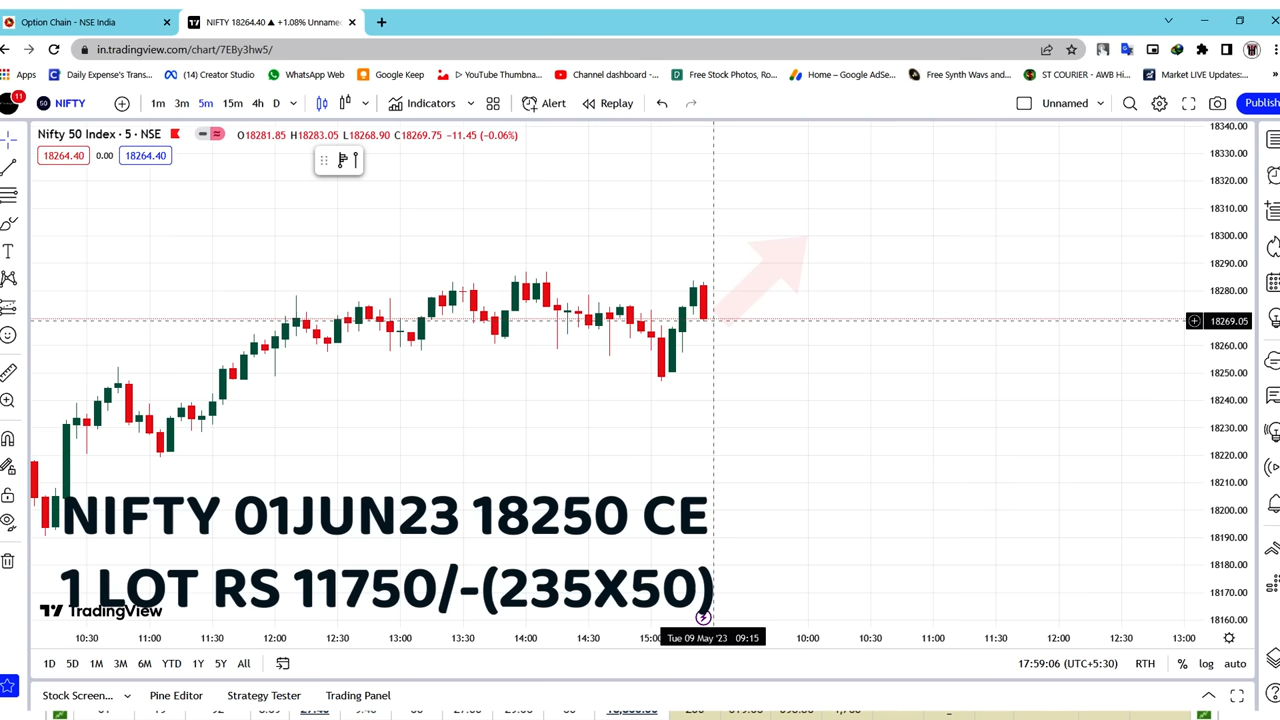 Option Chain - NSE India
NIFTY 18264.40 ▲ +1.08% Unname
in.tradingview.com/chart/7EBy3hw5/
Apps
Daily Expense's Trans...
(14) Creator Studio
WhatsApp Web
Google Keep
▷ YouTube Thumbna...
Channel dashboard -...
Free Stock Photos, Ro...
Home – Google AdSe...
Free Synth Wavs and...
ST COURIER - AWB Hi...
Market LIVE Updates:...
»
11
50 NIFTY
1m 3m 5m 15m 4h D
Indicators
Alert
Replay
Unnamed
Publish
Nifty 50 Index · 5 · NSE
O18281.85 H18283.05 L18268.90 C18269.75 −11.45 (−0.06%)
18264.40 0.00 18264.40
18340.00
18330.00
18320.00
18310.00
18300.00
18290.00
18280.00
18269.05
18260.00
18250.00
18240.00
18230.00
18220.00
18210.00
18200.00
18190.00
18180.00
18170.00
18160.00
NIFTY 01JUN23 18250 CE
1 LOT RS 11750/-(235X50)
TradingView
10:30 11:00 11:30 12:00 12:30 13:00 13:30 14:00 14:30 15:00 Tue 09 May '23 09:15 10:00 10:30 11:00 11:30 12:00 12:30 13:00
1D 5D 1M 3M 6M YTD 1Y 5Y All
17:59:06 (UTC+5:30) RTH % log auto
Stock Screen... Pine Editor Strategy Tester Trading Panel